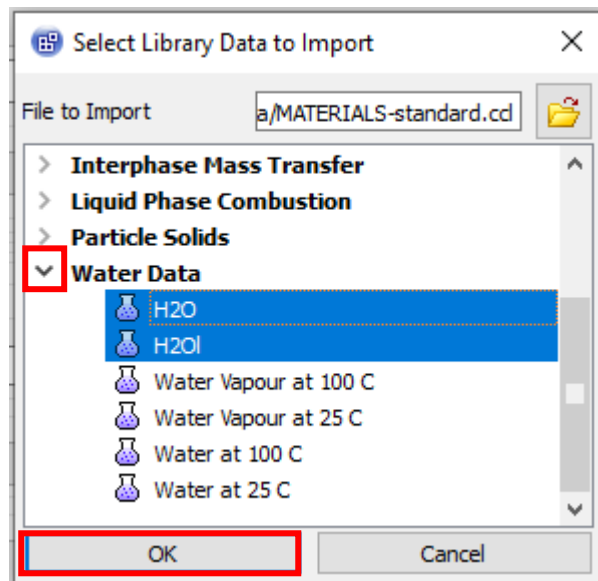 Select Library Data to Import
File to Import a/MATERIALS-standard.ccl
Interphase Mass Transfer
Liquid Phase Combustion
Particle Solids
Water Data
H2O
H2Ol
Water Vapour at 100 C
Water Vapour at 25 C
Water at 100 C
Water at 25 C
OK Cancel